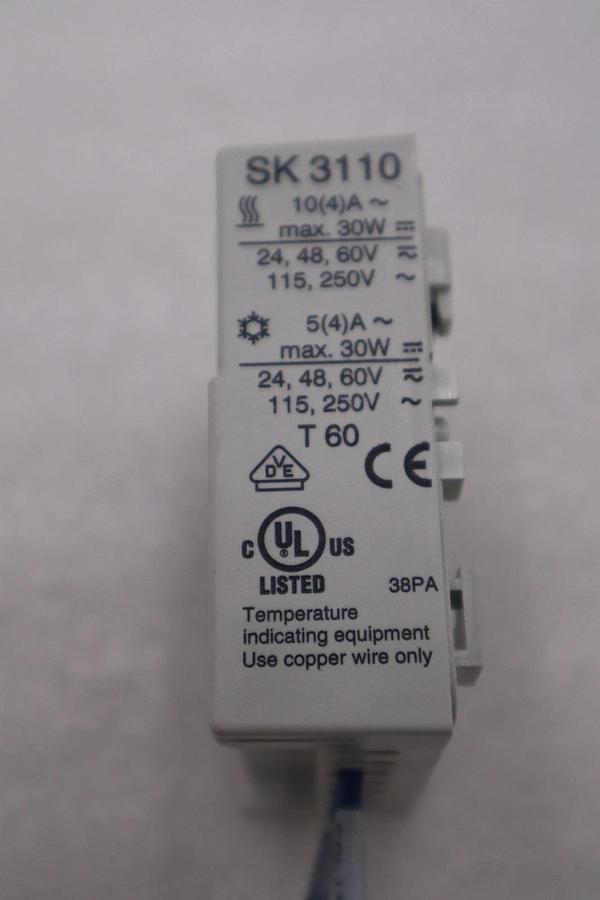 SK 3110
10(4)A ~
max. 30W ⎓
24, 48, 60V ≂
115, 250V ~
5(4)A ~
max. 30W ⎓
24, 48, 60V ≂
115, 250V ~
T 60
DVE
CE
C UL® US
LISTED
38PA
Temperature
indicating equipment
Use copper wire only